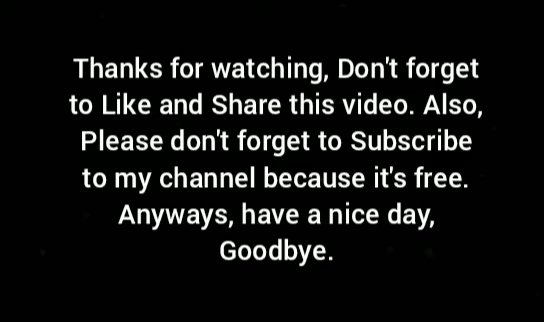 Thanks for watching, Don't forget
to Like and Share this video. Also,
Please don't forget to Subscribe
to my channel because it's free.
Anyways, have a nice day,
Goodbye.